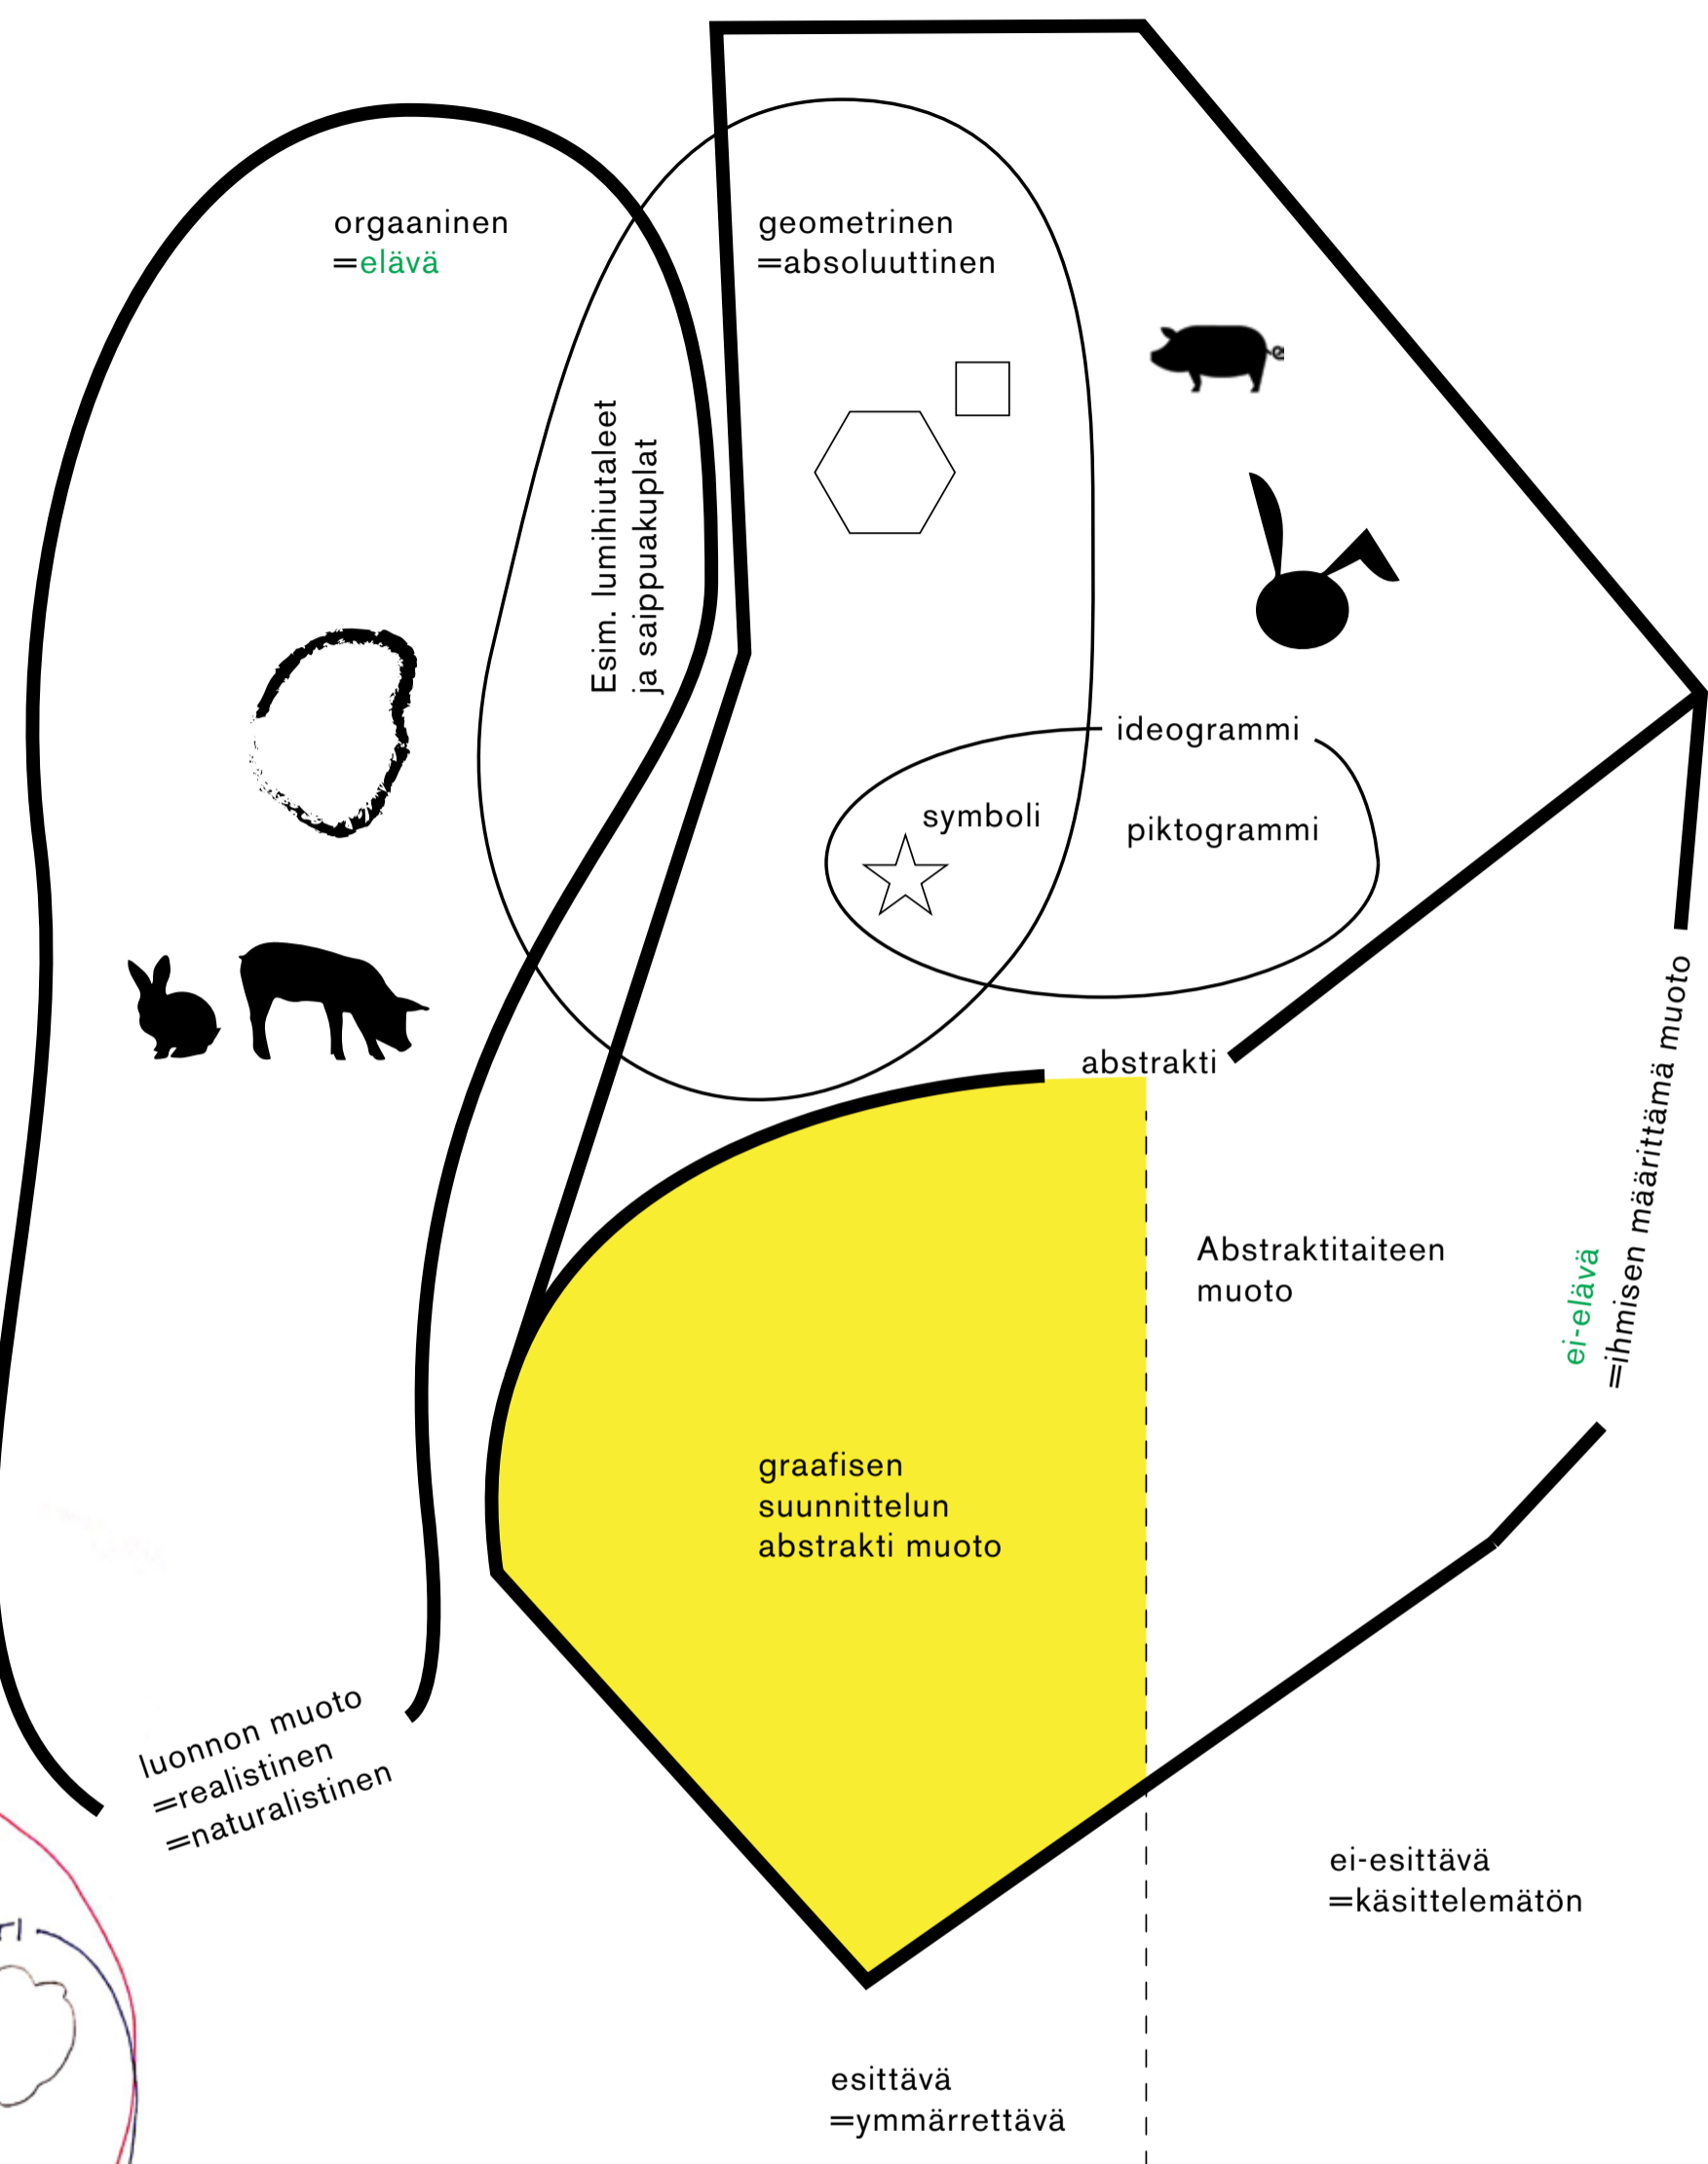 orgaaninen
=elävä
geometrinen
=absoluuttinen
Esim. lumihiutaleet
ja saippuakuplat
ideogrammi
symboli
piktogrammi
abstrakti
ei-elävä
=ihmisen määrittämä muoto
Abstraktitaiteen
muoto
graafisen
suunnittelun
abstrakti muoto
luonnon muoto
=realistinen
=naturalistinen
ei-esittävä
=käsittelemätön
esittävä
=ymmärrettävä